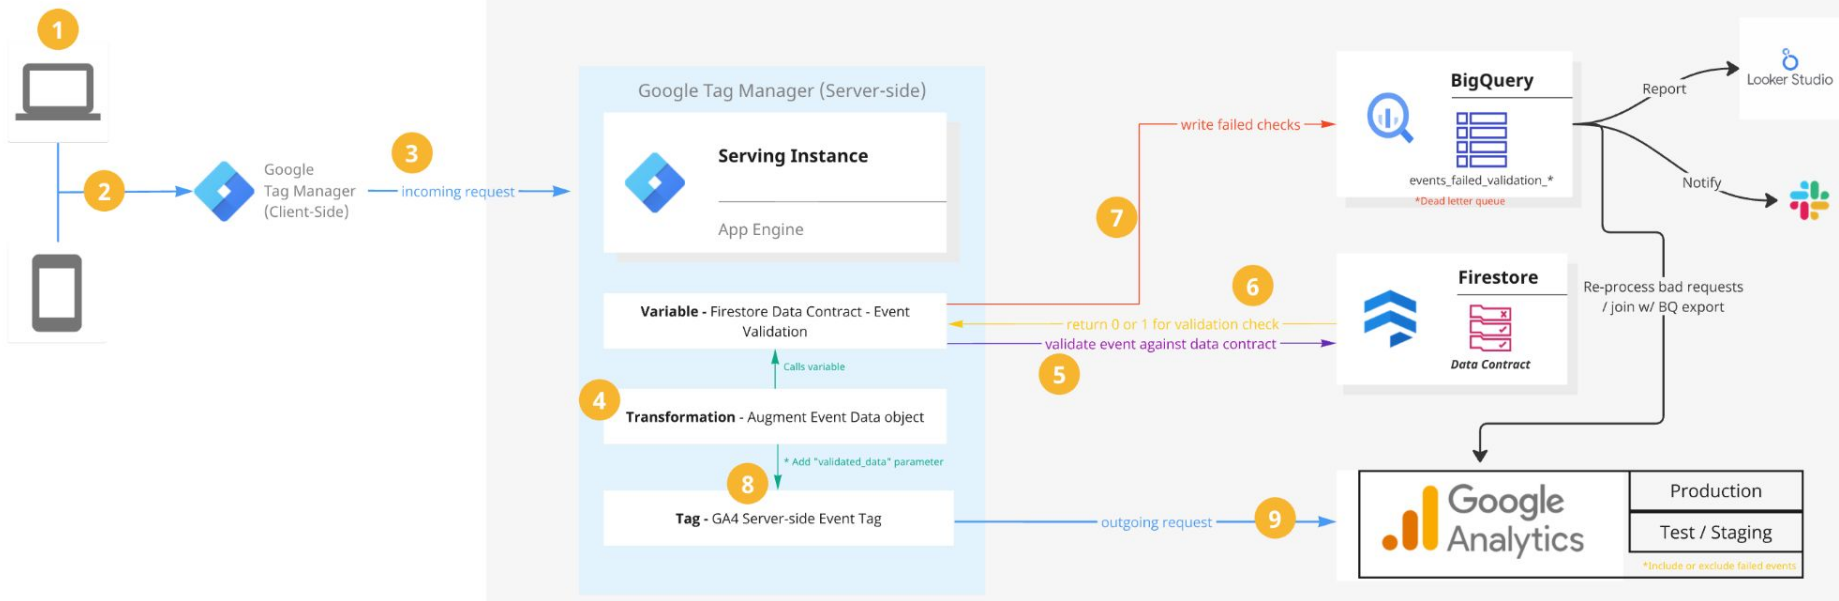 1
2
Google
Tag Manager
(Client-Side)
3
incoming request
Google Tag Manager (Server-side)
Serving Instance
App Engine
Variable - Firestore Data Contract - Event
Validation
Calls variable
4
Transformation - Augment Event Data object
* Add "validated_data" parameter
8
Tag - GA4 Server-side Event Tag
write failed checks
7
6
return 0 or 1 for validation check
validate event against data contract
5
outgoing request
9
BigQuery
events_failed_validation_*
*Dead letter queue
Report
Looker Studio
Notify
Firestore
Data Contract
Re-process bad requests
/ join w/ BQ export
Google
Analytics
Production
Test / Staging
*Include or exclude failed events